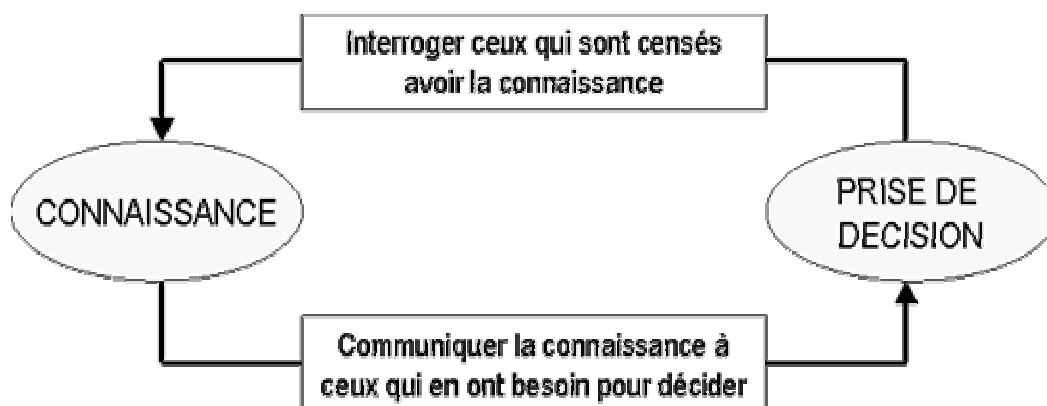 Interroger ceux qui sont censés
avoir la connaissance
CONNAISSANCE
PRISE DE
DECISION
Communiquer la connaissance à
ceux qui en ont besoin pour décider